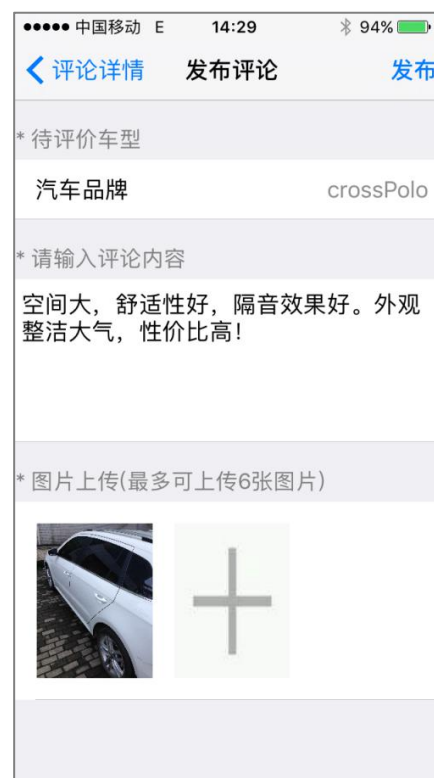 中国移动 E 14:29 94%
评论详情 发布评论 发布
* 待评价车型
汽车品牌 crossPolo
* 请输入评论内容
空间大，舒适性好，隔音效果好。外观
整洁大气，性价比高！
* 图片上传(最多可上传6张图片)